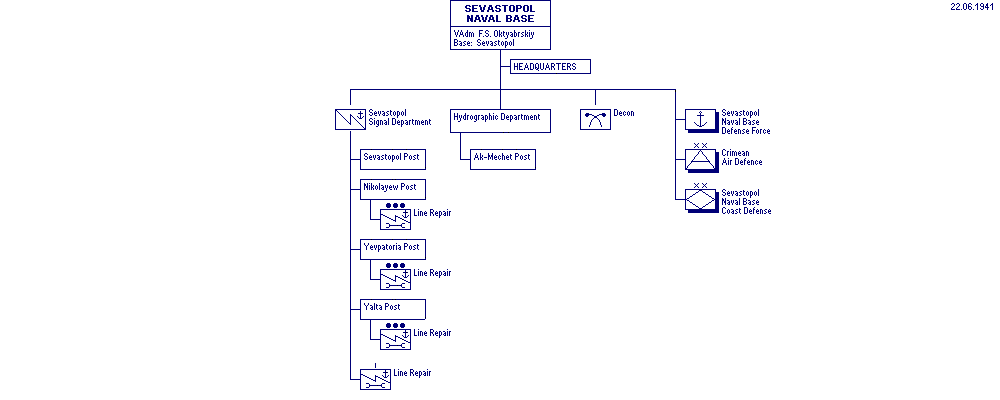 22.06.1941
SEVASTOPOL
NAVAL BASE
VAdm F.S. Oktyabrskiy
Base: Sevastopol
HEADQUARTERS
Sevastopol
Signal Department
Hydrographic Department
Decon
Sevastopol
Naval Base
Defense Force
Sevastopol Post
Ak-Mechet Post
XX
Crimean
Air Defence
Nikolayew Post
Line Repair
XX
Sevastopol
Naval Base
Coast Defense
Yevpatoria Post
Line Repair
Yalta Post
Line Repair
I
Line Repair